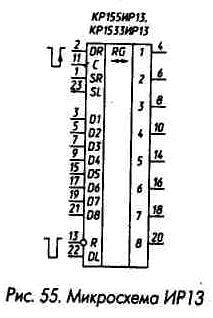 КР155ИР13,
КР1533ИР13
2 DR RG 1 4
11 C
1 SR 2 6
23 SL
3 8
3 D1
5 D2 4 10
7 D3
9 D4 5 14
15 D5
17 D6 6 16
19 D7
21 D8 7 18
13 R 8 20
22 DL
Рис. 55. Микросхема ИР13